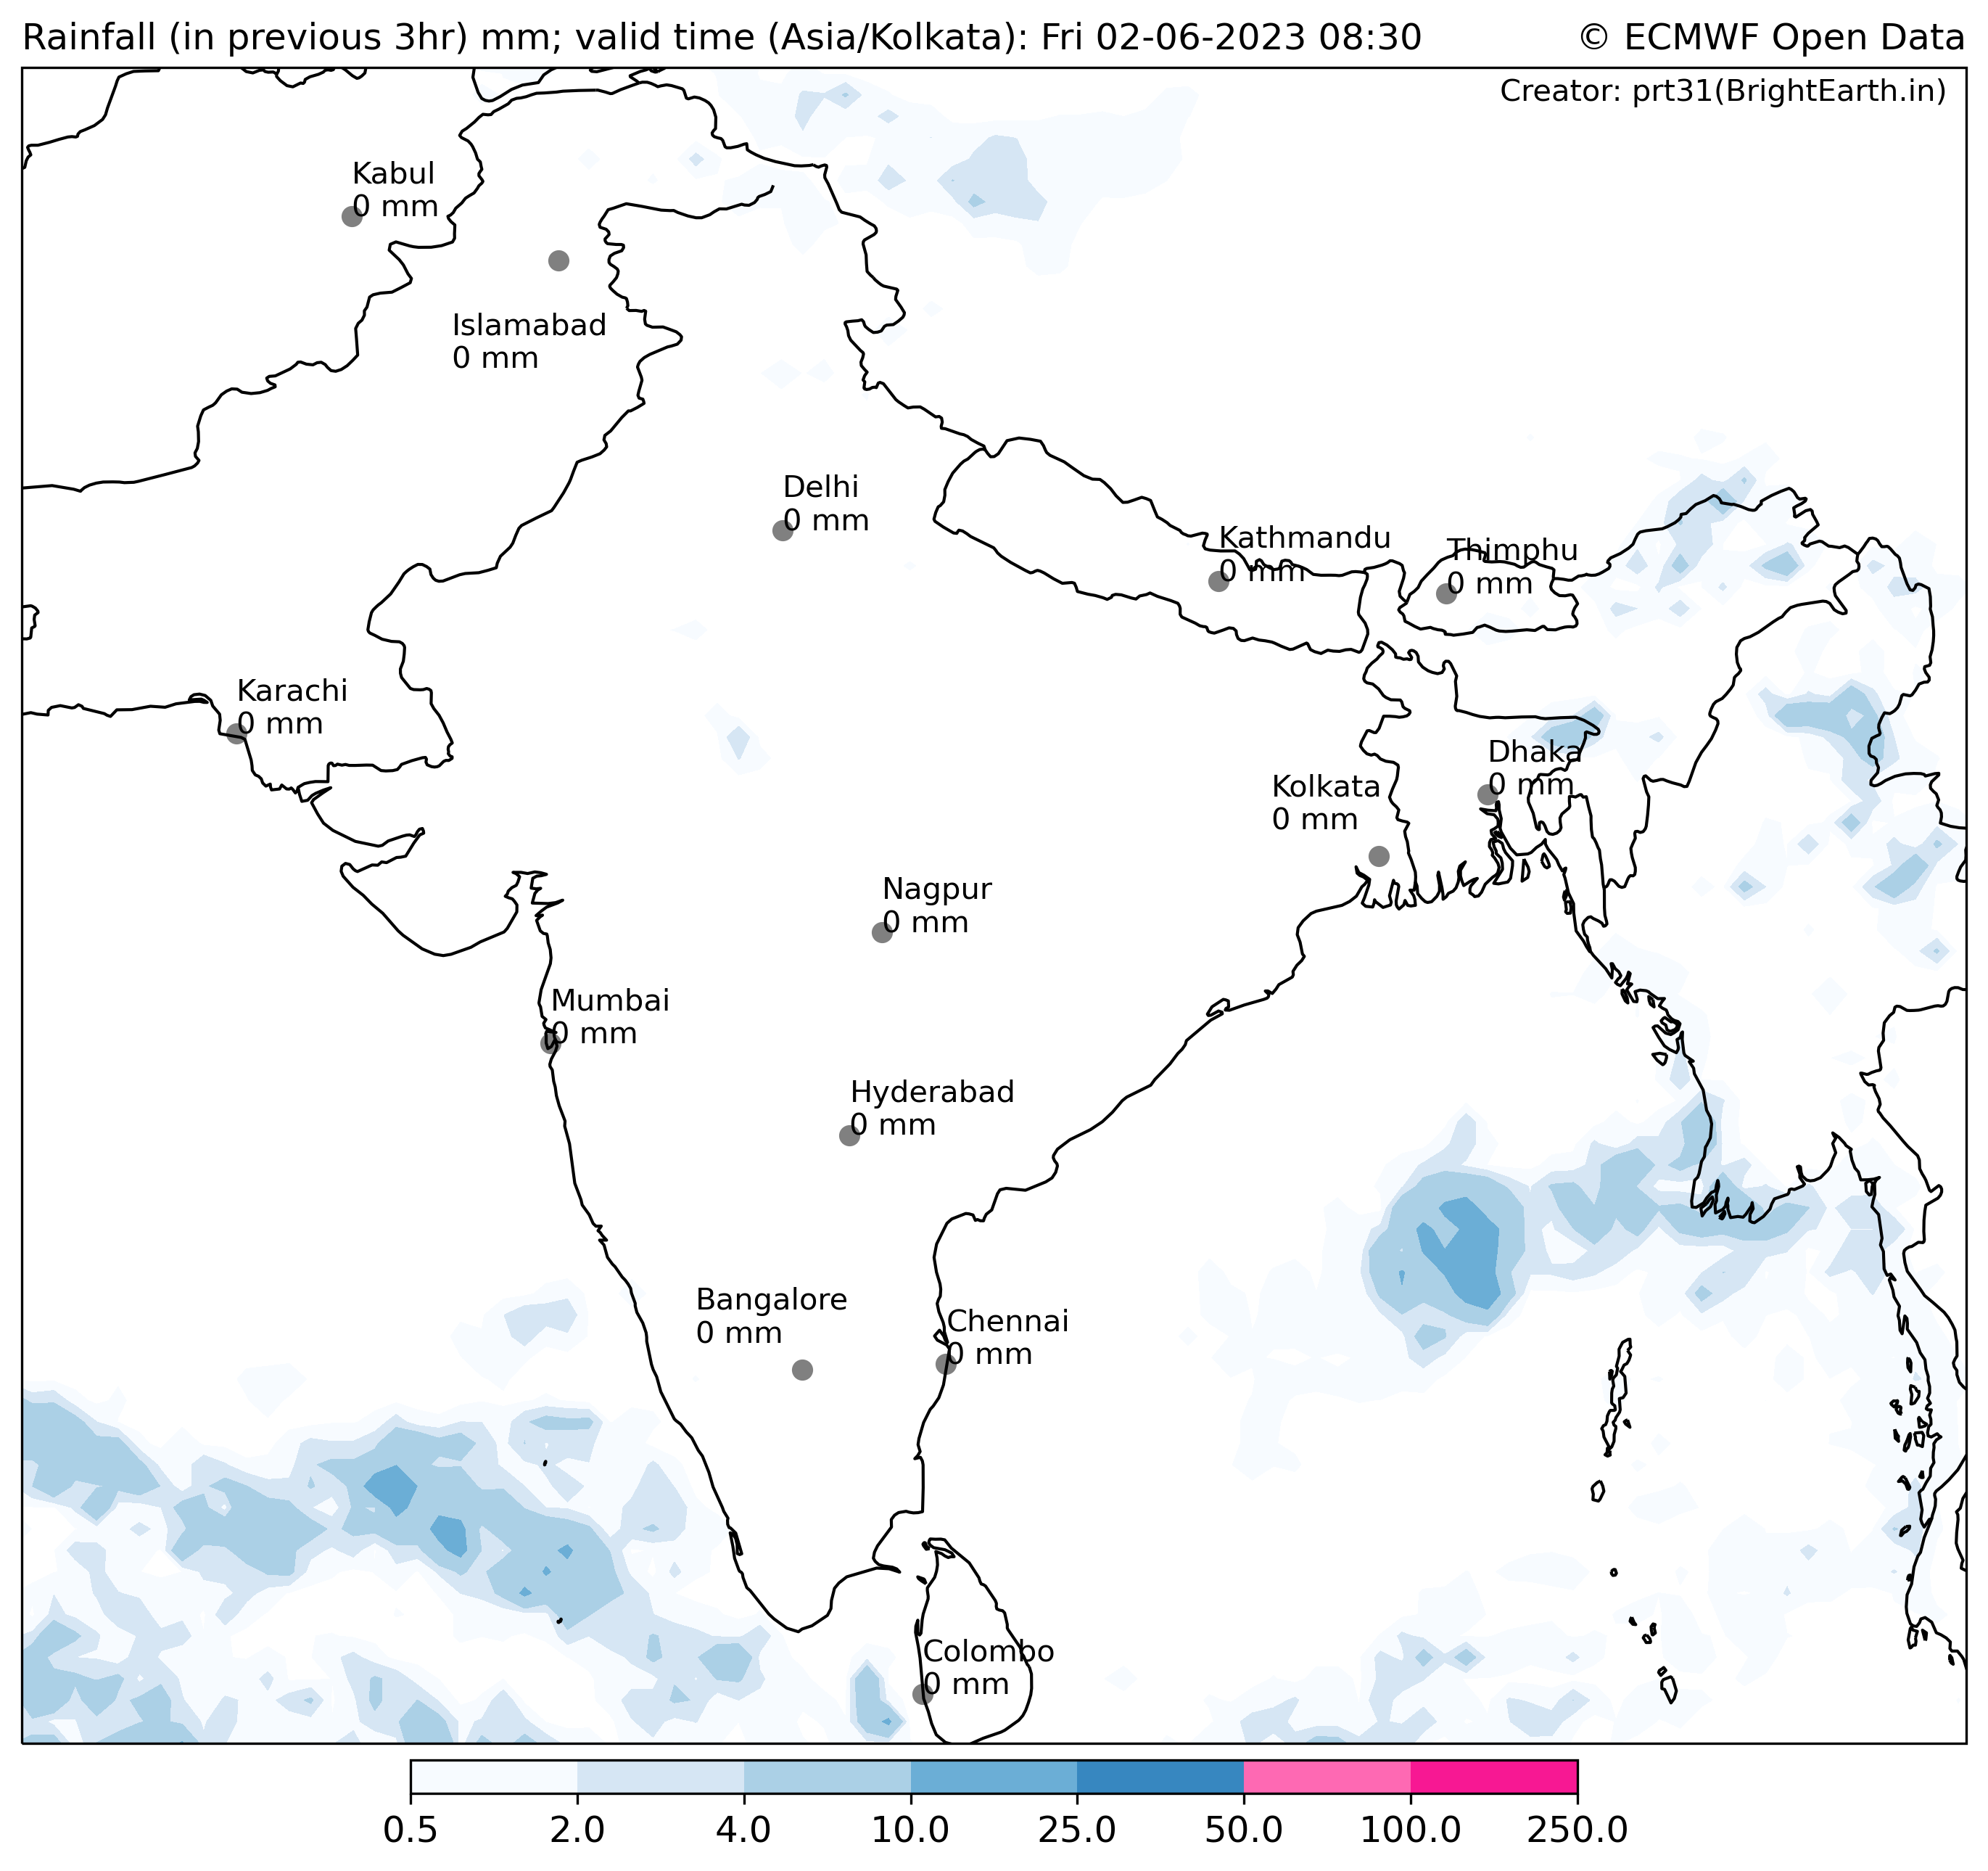 Rainfall (in previous 3hr) mm; valid time (Asia/Kolkata): Fri 02-06-2023 08:30
© ECMWF Open Data
Creator: prt31(BrightEarth.in)
Kabul
0 mm
Islamabad
0 mm
Delhi
0 mm
Kathmandu
0 mm
Thimphu
0 mm
Karachi
0 mm
Dhaka
0 mm
Kolkata
0 mm
Nagpur
0 mm
Mumbai
0 mm
Hyderabad
0 mm
Bangalore
0 mm
Chennai
0 mm
Colombo
0 mm
0.5 2.0 4.0 10.0 25.0 50.0 100.0 250.0